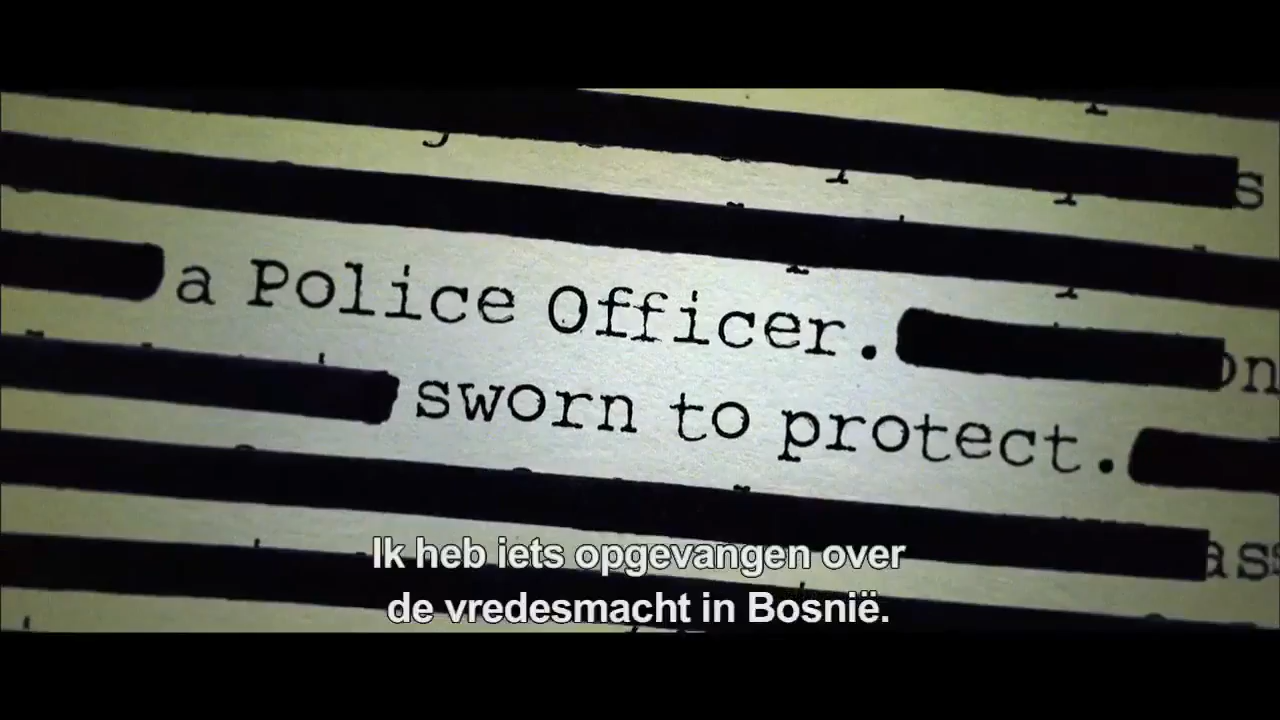 a Police Officer.
sworn to protect.
Ik heb iets opgevangen over
de vredesmacht in Bosnië.